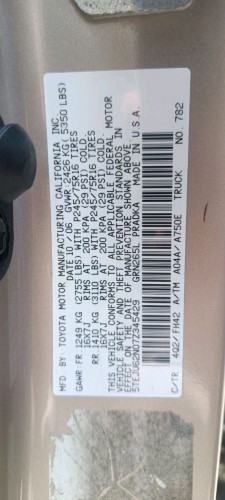 MFD BY: TOYOTA MOTOR MANUFACTURING CALIFORNIA INC
DATE 10 / 06 GVWR 2426 KG( 5350 LBS)
GAWR FR 1249 KG (2755 LBS) WITH P245/75R16 TIRES
16X7J RIMS AT 200 KPA (29 PSI) COLD.
RR 1410 KG (3110 LBS) WITH P245/75R16 TIRES
16X7J RIMS AT 200 KPA (29 PSI) COLD.
THIS VEHICLE CONFORMS TO ALL APPLICABLE FEDERAL MOTOR
VEHICLE SAFETY AND THEFT PREVENTION STANDARDS IN
EFFECT ON THE DATE OF MANUFACTURE SHOWN ABOVE.
5TEJU62N07Z345429 GRN265L PRADKA MADE IN U.S.A.
C/TR 4Q2/FH42 A/TM A04A/ A750E TRUCK NO. 782